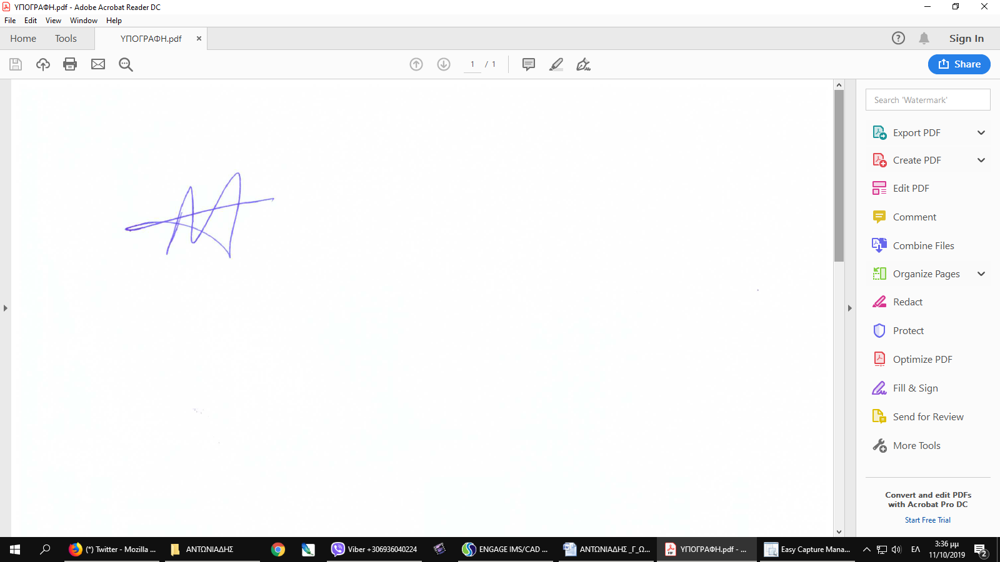 ΥΠΟΓΡΑΦΗ.pdf - Adobe Acrobat Reader DC
File Edit View Window Help
Home Tools ΥΠΟΓΡΑΦΗ.pdf × Sign In
1 / 1 Share
Search 'Watermark'
Export PDF
Create PDF
Edit PDF
Comment
Combine Files
Organize Pages
Redact
Protect
Optimize PDF
Fill & Sign
Send for Review
More Tools
Convert and edit PDFs
with Acrobat Pro DC
Start Free Trial
(*) Twitter - Mozilla ... ΑΝΤΩΝΙΑΔΗΣ Viber +306936040224 ENGAGE IMS/CAD ... ΑΝΤΩΝΙΑΔΗΣ _Γ_Ω... ΥΠΟΓΡΑΦΗ.pdf - ... Easy Capture Mana... ΕΛ 3:36 μμ
11/10/2019 2